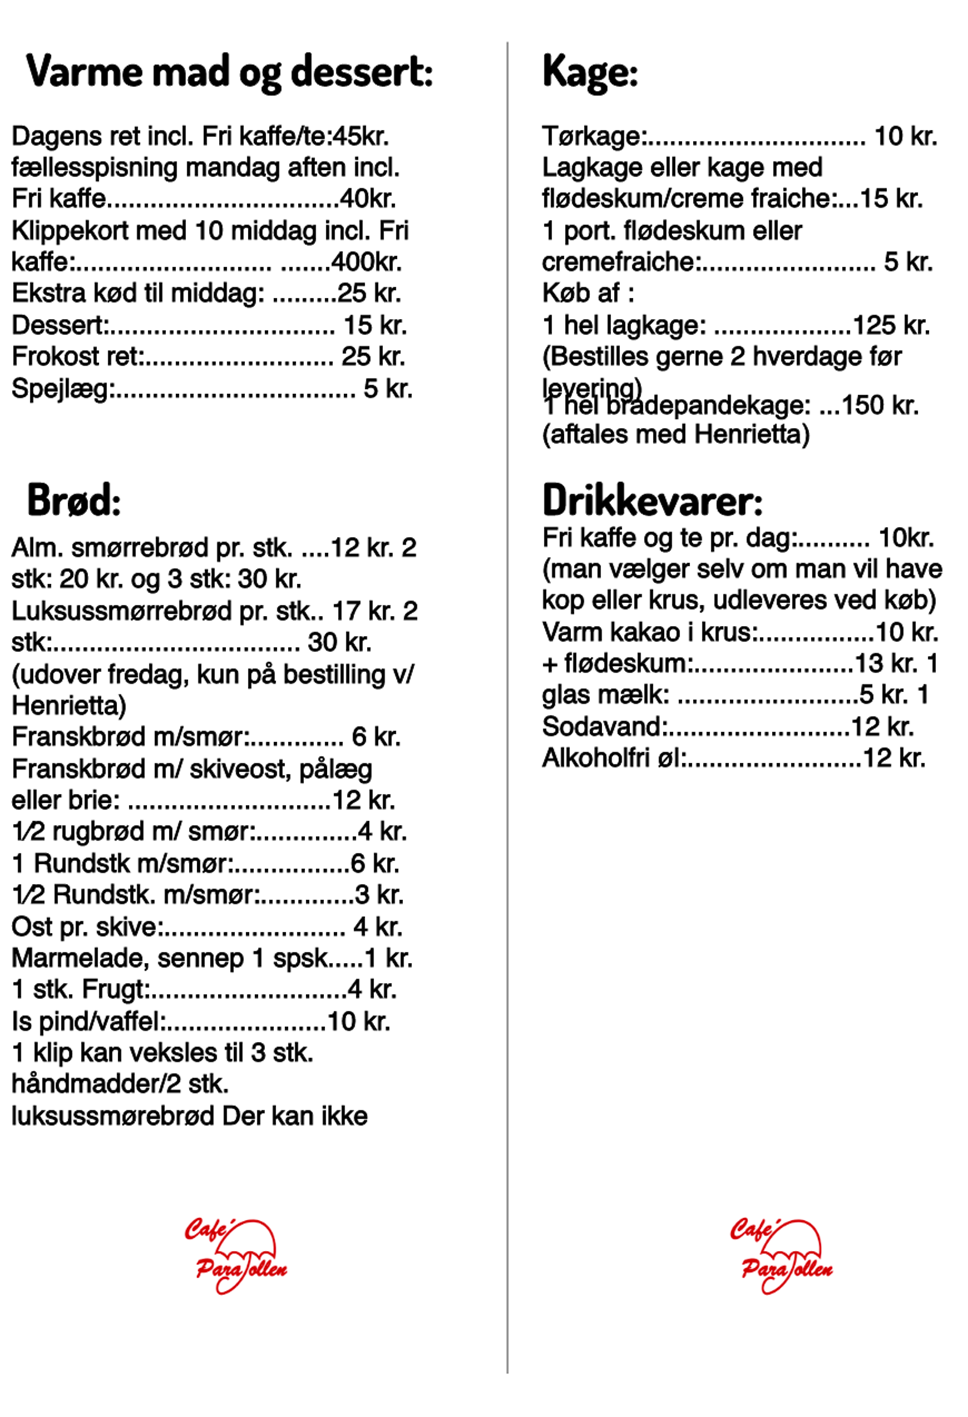 Varme mad og dessert:
Dagens ret incl. Fri kaffe/te:45kr.
fællesspisning mandag aften incl.
Fri kaffe................................40kr.
Klippekort med 10 middag incl. Fri
kaffe:........................... .......400kr.
Ekstra kød til middag: .........25 kr.
Dessert:............................... 15 kr.
Frokost ret:.......................... 25 kr.
Spejlæg:................................. 5 kr.
Brød:
Alm. smørrebrød pr. stk. ....12 kr. 2
stk: 20 kr. og 3 stk: 30 kr.
Luksussmørrebrød pr. stk.. 17 kr. 2
stk:.................................. 30 kr.
(udover fredag, kun på bestilling v/
Henrietta)
Franskbrød m/smør:............. 6 kr.
Franskbrød m/ skiveost, pålæg
eller brie: ............................12 kr.
1⁄2 rugbrød m/ smør:..............4 kr.
1 Rundstk m/smør:................6 kr.
1⁄2 Rundstk. m/smør:.............3 kr.
Ost pr. skive:......................... 4 kr.
Marmelade, sennep 1 spsk.....1 kr.
1 stk. Frugt:...........................4 kr.
Is pind/vaffel:......................10 kr.
1 klip kan veksles til 3 stk.
håndmadder/2 stk.
luksussmørebrød Der kan ikke
Café
Parasollen
Kage:
Tørkage:.............................. 10 kr.
Lagkage eller kage med
flødeskum/creme fraiche:...15 kr.
1 port. flødeskum eller
cremefraiche:........................ 5 kr.
Køb af :
1 hel lagkage: ...................125 kr.
(Bestilles gerne 2 hverdage før
levering)
1 hel bradepandekage: ...150 kr.
(aftales med Henrietta)
Drikkevarer:
Fri kaffe og te pr. dag:.......... 10kr.
(man vælger selv om man vil have
kop eller krus, udleveres ved køb)
Varm kakao i krus:................10 kr.
+ flødeskum:......................13 kr. 1
glas mælk: .........................5 kr. 1
Sodavand:.........................12 kr.
Alkoholfri øl:........................12 kr.
Café
Parasollen